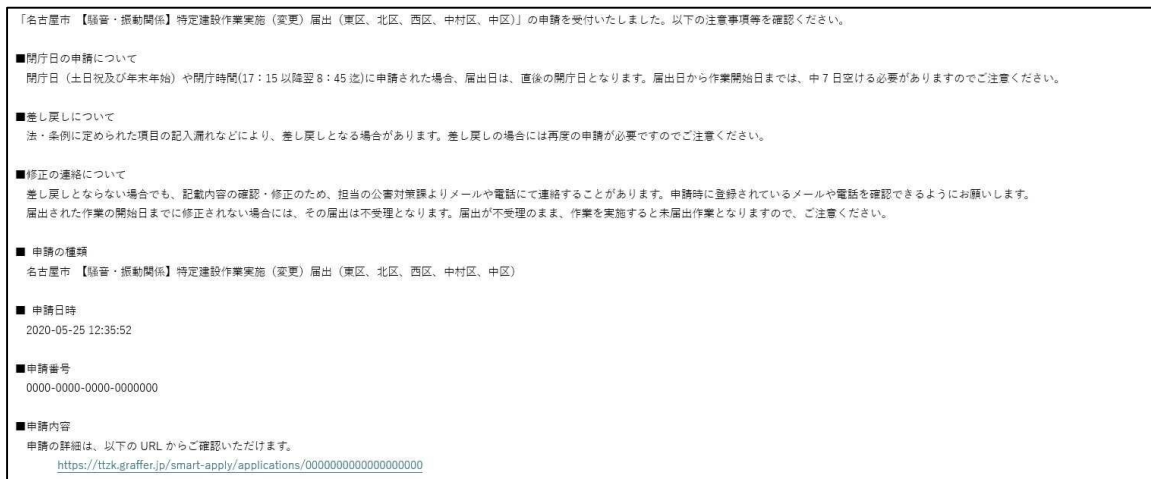 「名古屋市 【騒音・振動関係】特定建設作業実施（変更）届出（東区、北区、西区、中村区、中区）」の申請を受付いたしました。以下の注意事項等を確認ください。
■閉庁日の申請について
閉庁日（土日祝及び年末年始）や閉庁時間(17：15以降翌8：45迄)に申請された場合、届出日は、直後の開庁日となります。届出日から作業開始日までは、中7日空ける必要がありますのでご注意ください。
■差し戻しについて
法・条例に定められた項目の記入漏れなどにより、差し戻しとなる場合があります。差し戻しの場合には再度の申請が必要ですのでご注意ください。
■修正の連絡について
差し戻しとならない場合でも、記載内容の確認・修正のため、担当の公害対策課よりメールや電話にて連絡することがあります。申請時に登録されているメールや電話を確認できるようにお願いします。
届出された作業の開始日までに修正されない場合には、その届出は不受理となります。届出が不受理のまま、作業を実施すると未届出作業となりますので、ご注意ください。
■ 申請の種類
名古屋市 【騒音・振動関係】特定建設作業実施（変更）届出（東区、北区、西区、中村区、中区）
■ 申請日時
2020-05-25 12:35:52
■申請番号
0000-0000-0000-0000000
■申請内容
申請の詳細は、以下の URL からご確認いただけます。
https://ttzk.graffer.jp/smart-apply/applications/0000000000000000000